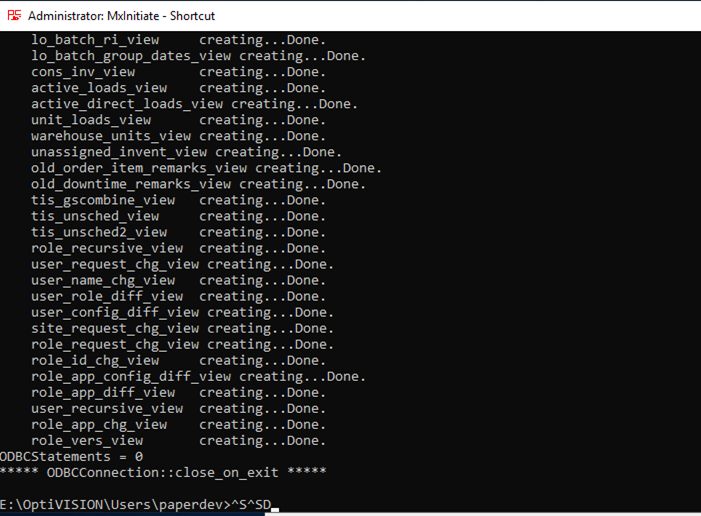 Administrator: MxInitiate - Shortcut
lo_batch_ri_view creating...Done.
lo_batch_group_dates_view creating...Done.
cons_inv_view creating...Done.
active_loads_view creating...Done.
active_direct_loads_view creating...Done.
unit_loads_view creating...Done.
warehouse_units_view creating...Done.
unassigned_invent_view creating...Done.
old_order_item_remarks_view creating...Done.
old_downtime_remarks_view creating...Done.
tis_gscombine_view creating...Done.
tis_unsched_view creating...Done.
tis_unsched2_view creating...Done.
role_recursive_view creating...Done.
user_request_chg_view creating...Done.
user_name_chg_view creating...Done.
user_role_diff_view creating...Done.
user_config_diff_view creating...Done.
site_request_chg_view creating...Done.
role_request_chg_view creating...Done.
role_id_chg_view creating...Done.
role_app_config_diff_view creating...Done.
role_app_diff_view creating...Done.
user_recursive_view creating...Done.
role_app_chg_view creating...Done.
role_vers_view creating...Done.
ODBCStatements = 0
***** ODBCConnection::close_on_exit *****
E:\OptiVISION\Users\paperdev>^S^SD_